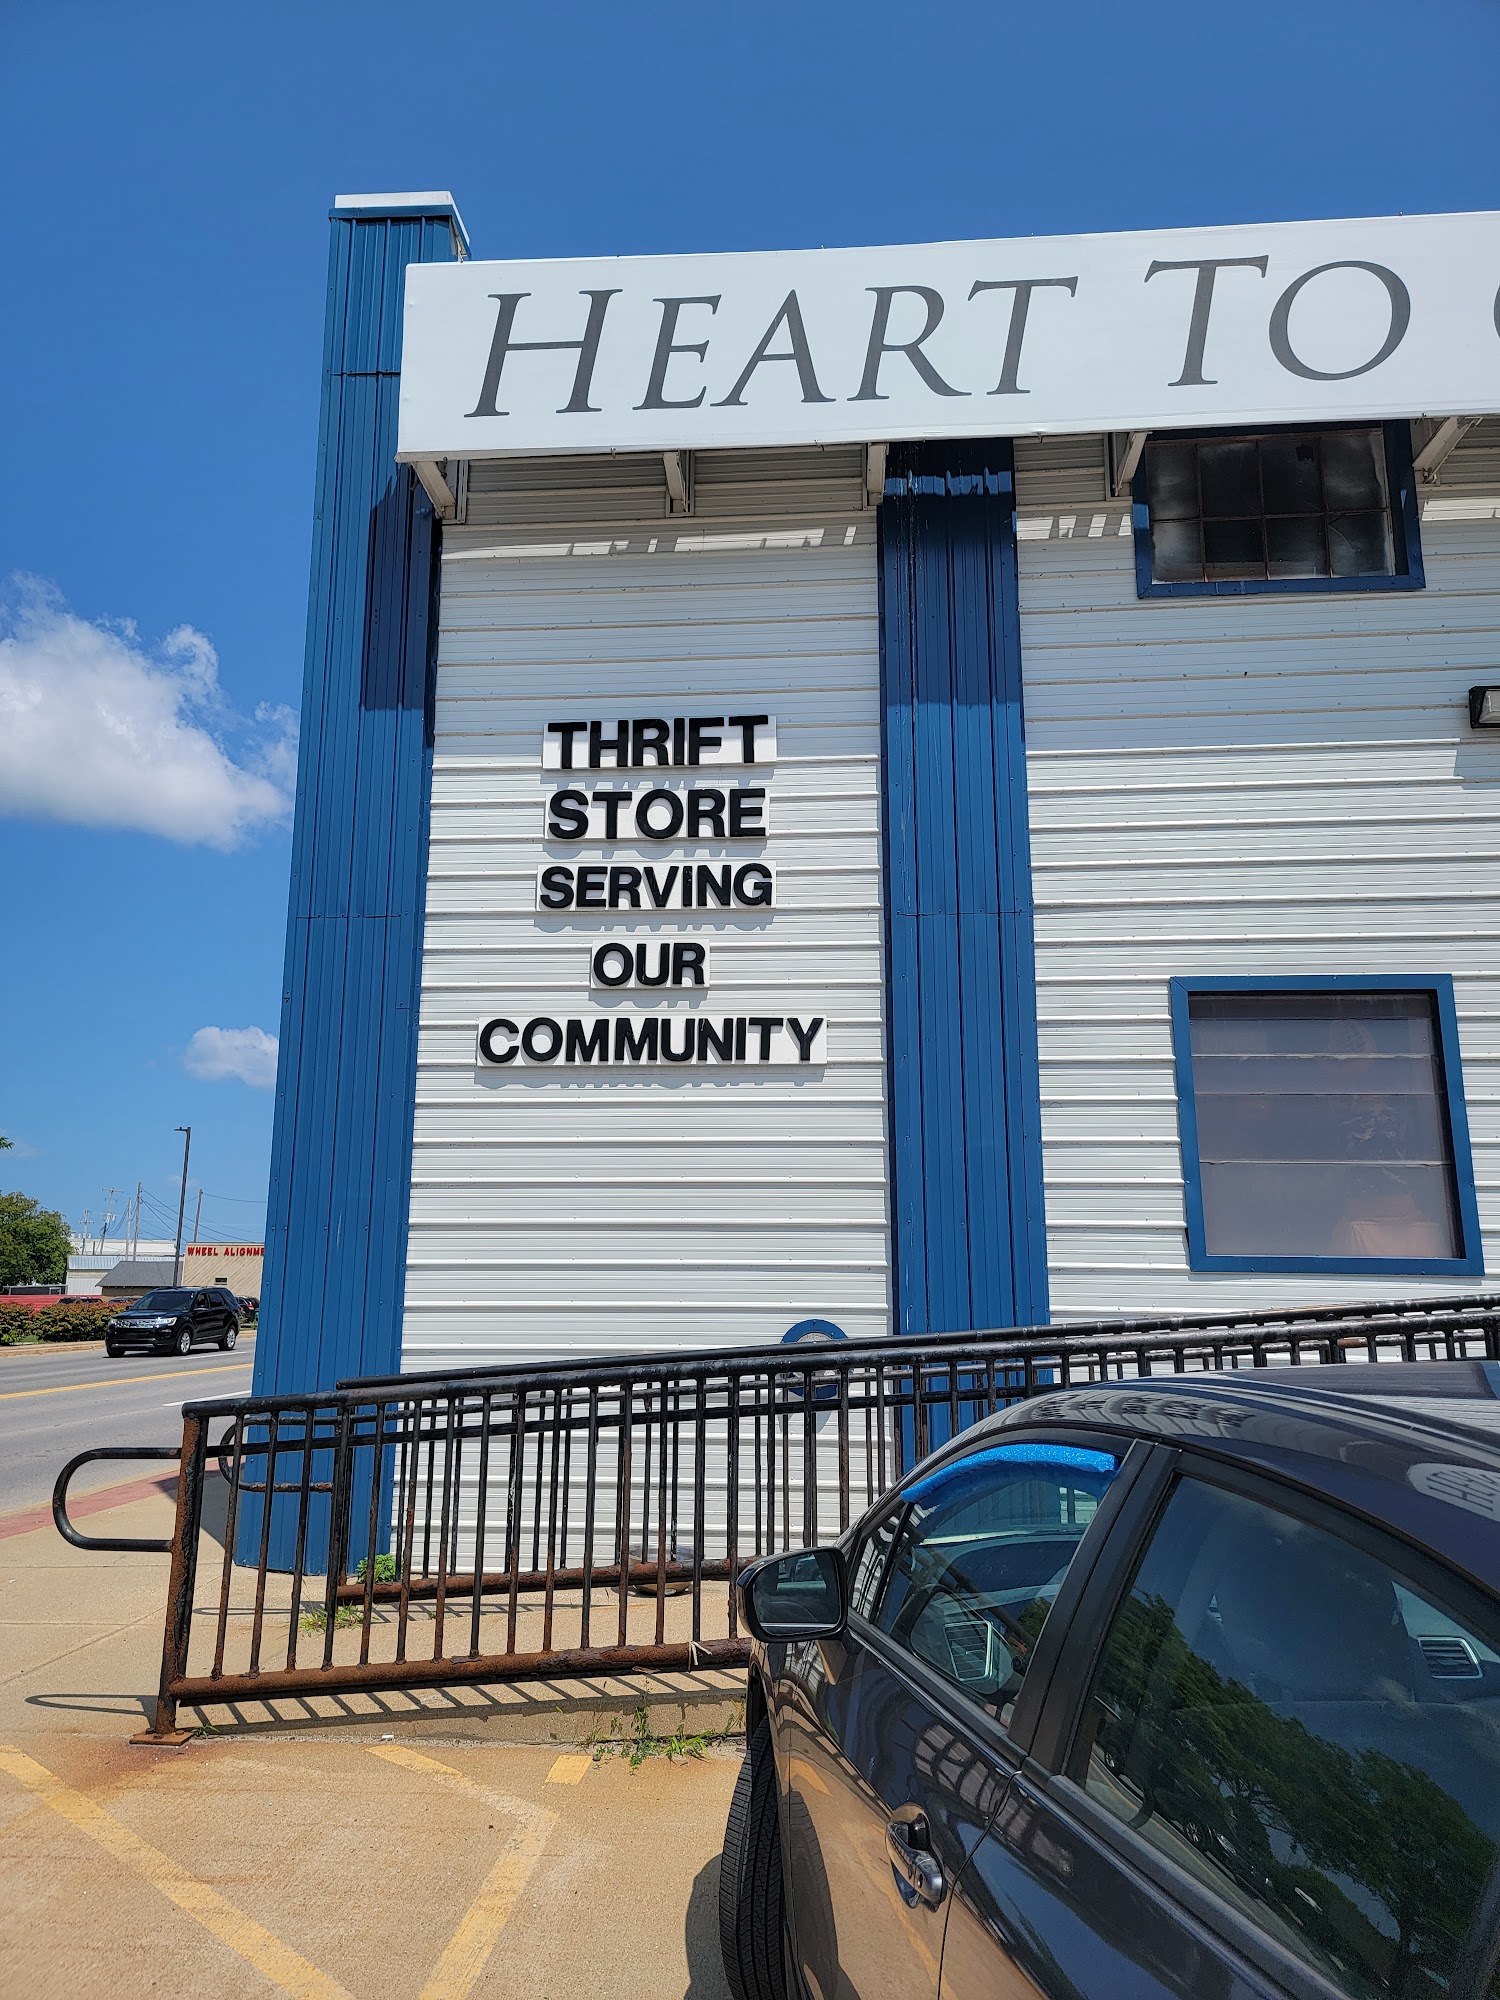 HEART TO
THRIFT
STORE
SERVING
OUR
COMMUNITY
WHEEL ALIGNME